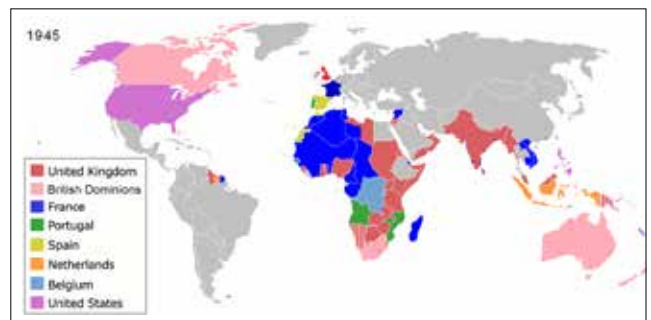 1945
United Kingdom
British Dominions
France
Portugal
Spain
Netherlands
Belgium
United States